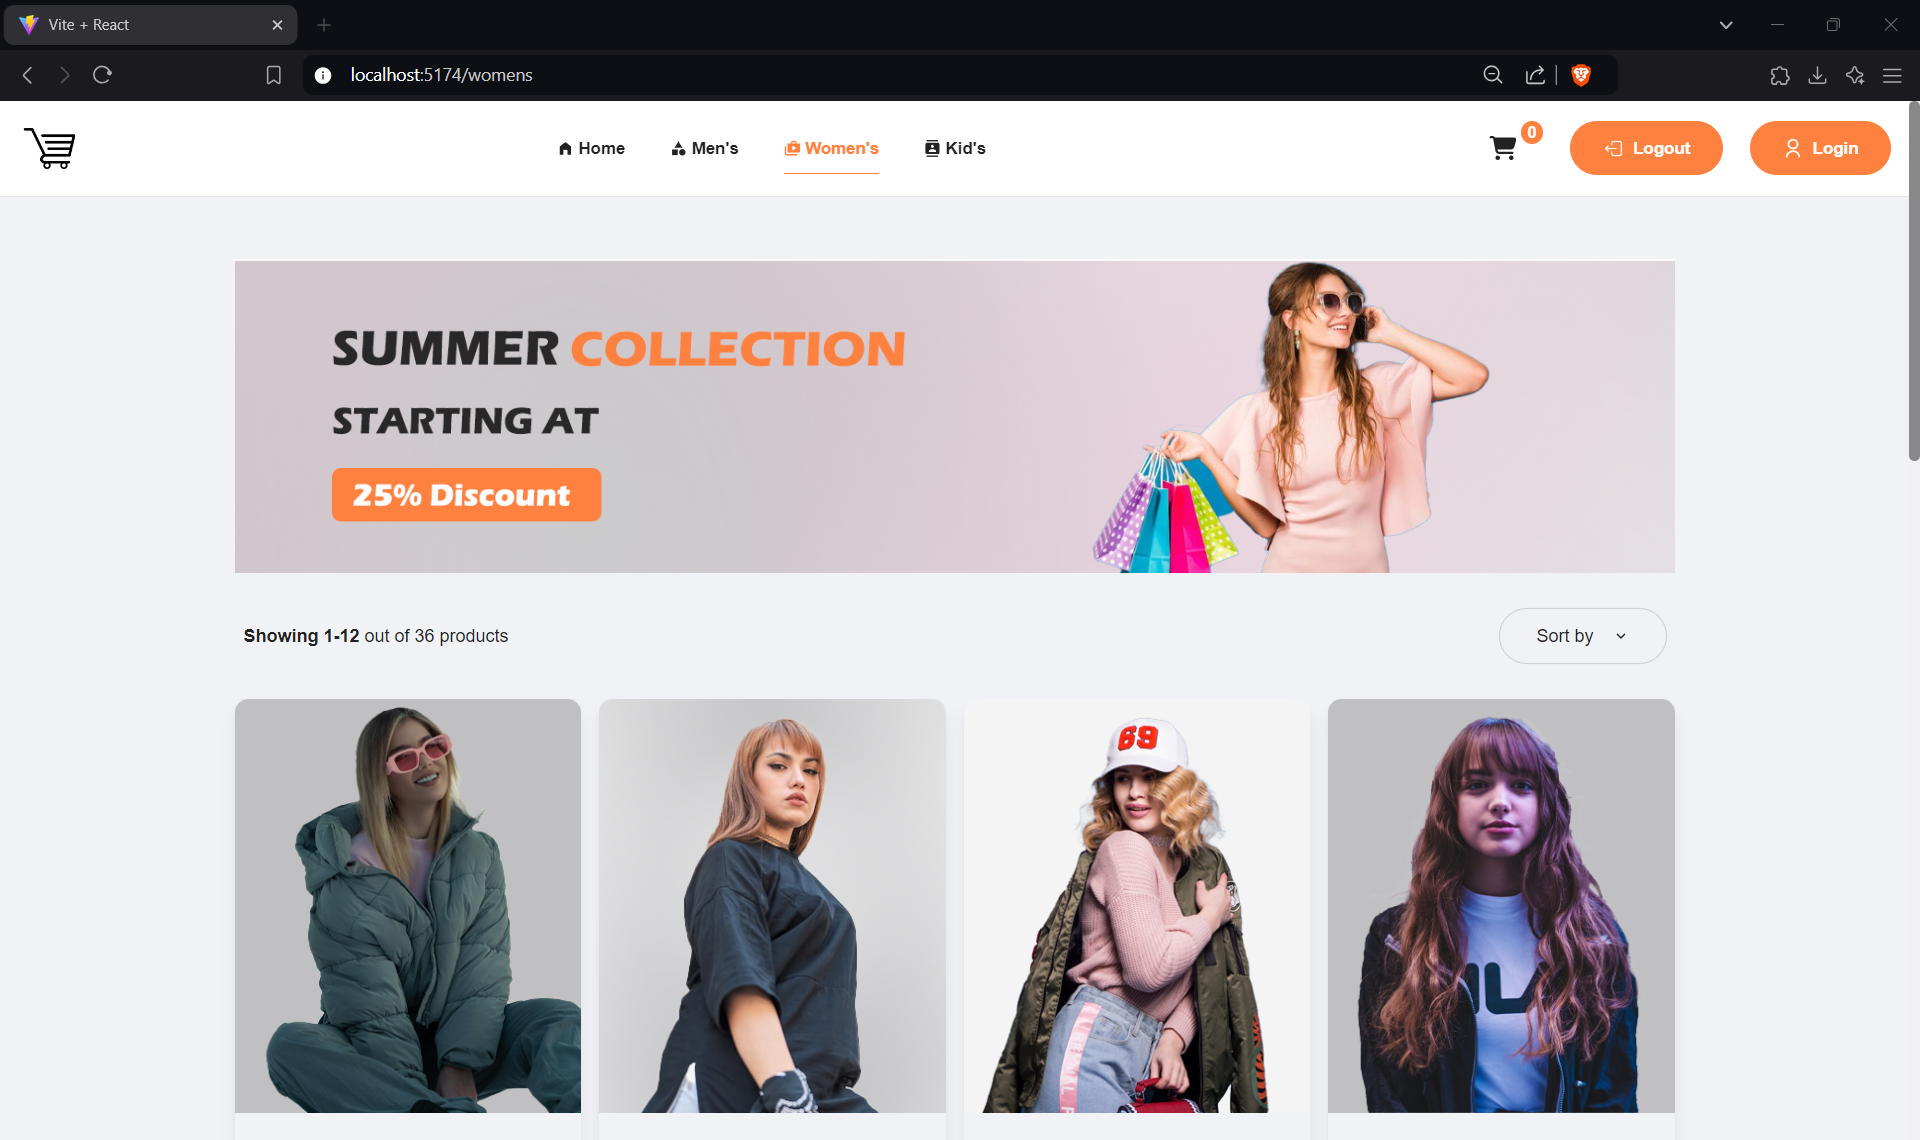 Vite + React
localhost:5174/womens
Home
Men's
Women's
Kid's
0
Logout
Login
SUMMER COLLECTION
STARTING AT
25% Discount
Showing 1-12 out of 36 products
Sort by
69